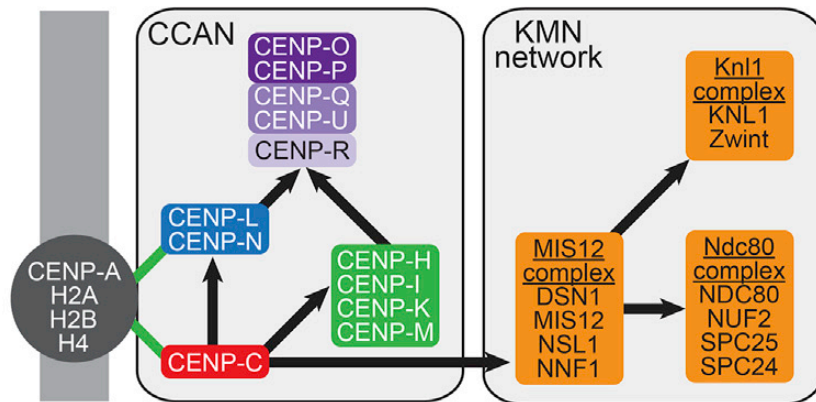 CCAN
CENP-O
CENP-P
CENP-Q
CENP-U
CENP-R
CENP-L
CENP-N
CENP-A
H2A
H2B
H4
CENP-H
CENP-I
CENP-K
CENP-M
CENP-C
KMN
network
Knl1
complex
KNL1
Zwint
MIS12
complex
DSN1
MIS12
NSL1
NNF1
Ndc80
complex
NDC80
NUF2
SPC25
SPC24